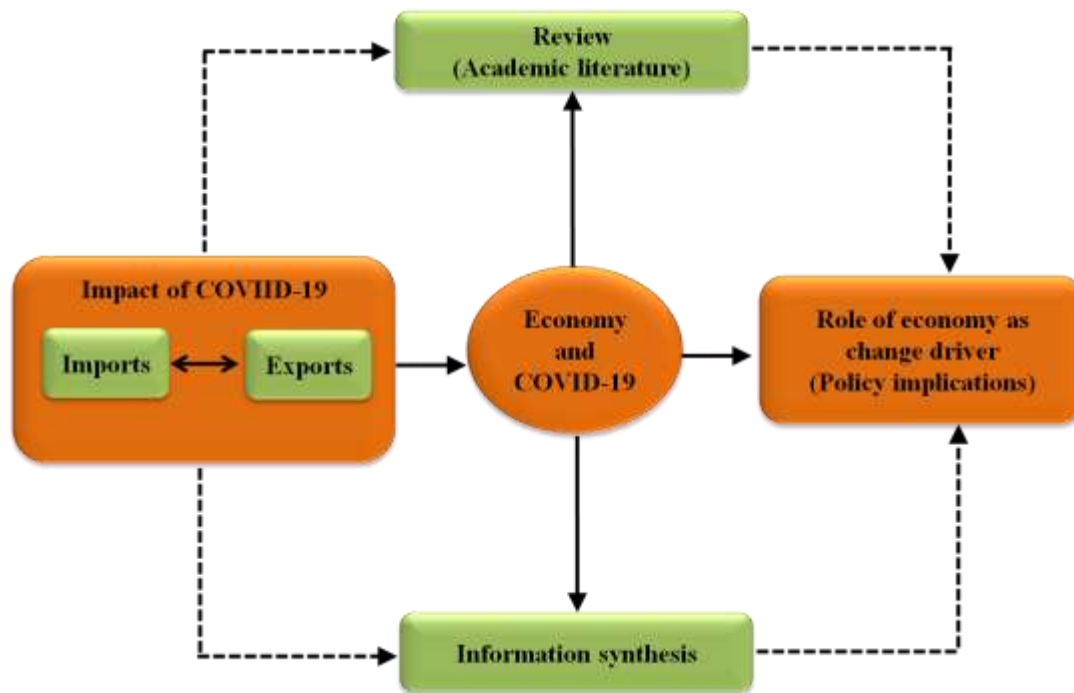 Review
(Academic literature)
Impact of COVIID-19
Imports
Exports
Economy
and
COVID-19
Role of economy as
change driver
(Policy implications)
Information synthesis